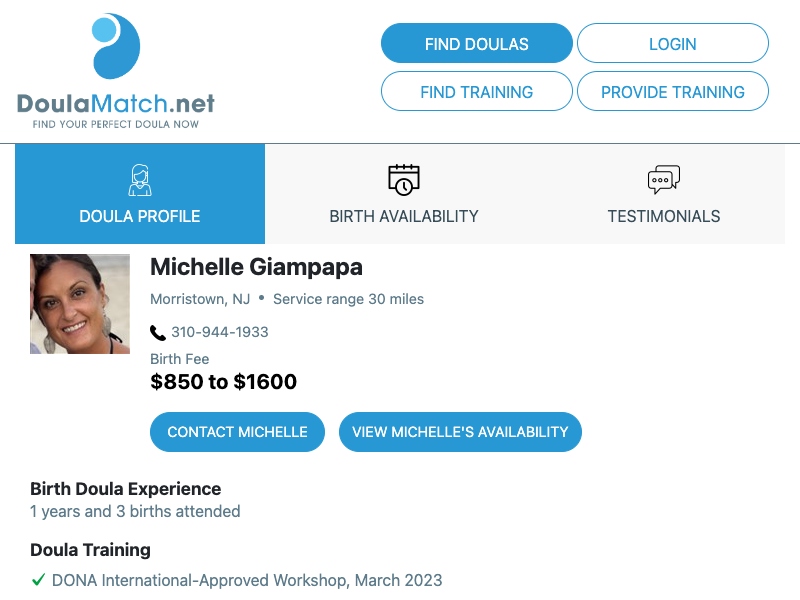 DoulaMatch.net
FIND YOUR PERFECT DOULA NOW
FIND DOULAS
LOGIN
FIND TRAINING
PROVIDE TRAINING
DOULA PROFILE
BIRTH AVAILABILITY
TESTIMONIALS
Michelle Giampapa
Morristown, NJ • Service range 30 miles
310-944-1933
Birth Fee
$850 to $1600
CONTACT MICHELLE
VIEW MICHELLE'S AVAILABILITY
Birth Doula Experience
1 years and 3 births attended
Doula Training
DONA International-Approved Workshop, March 2023